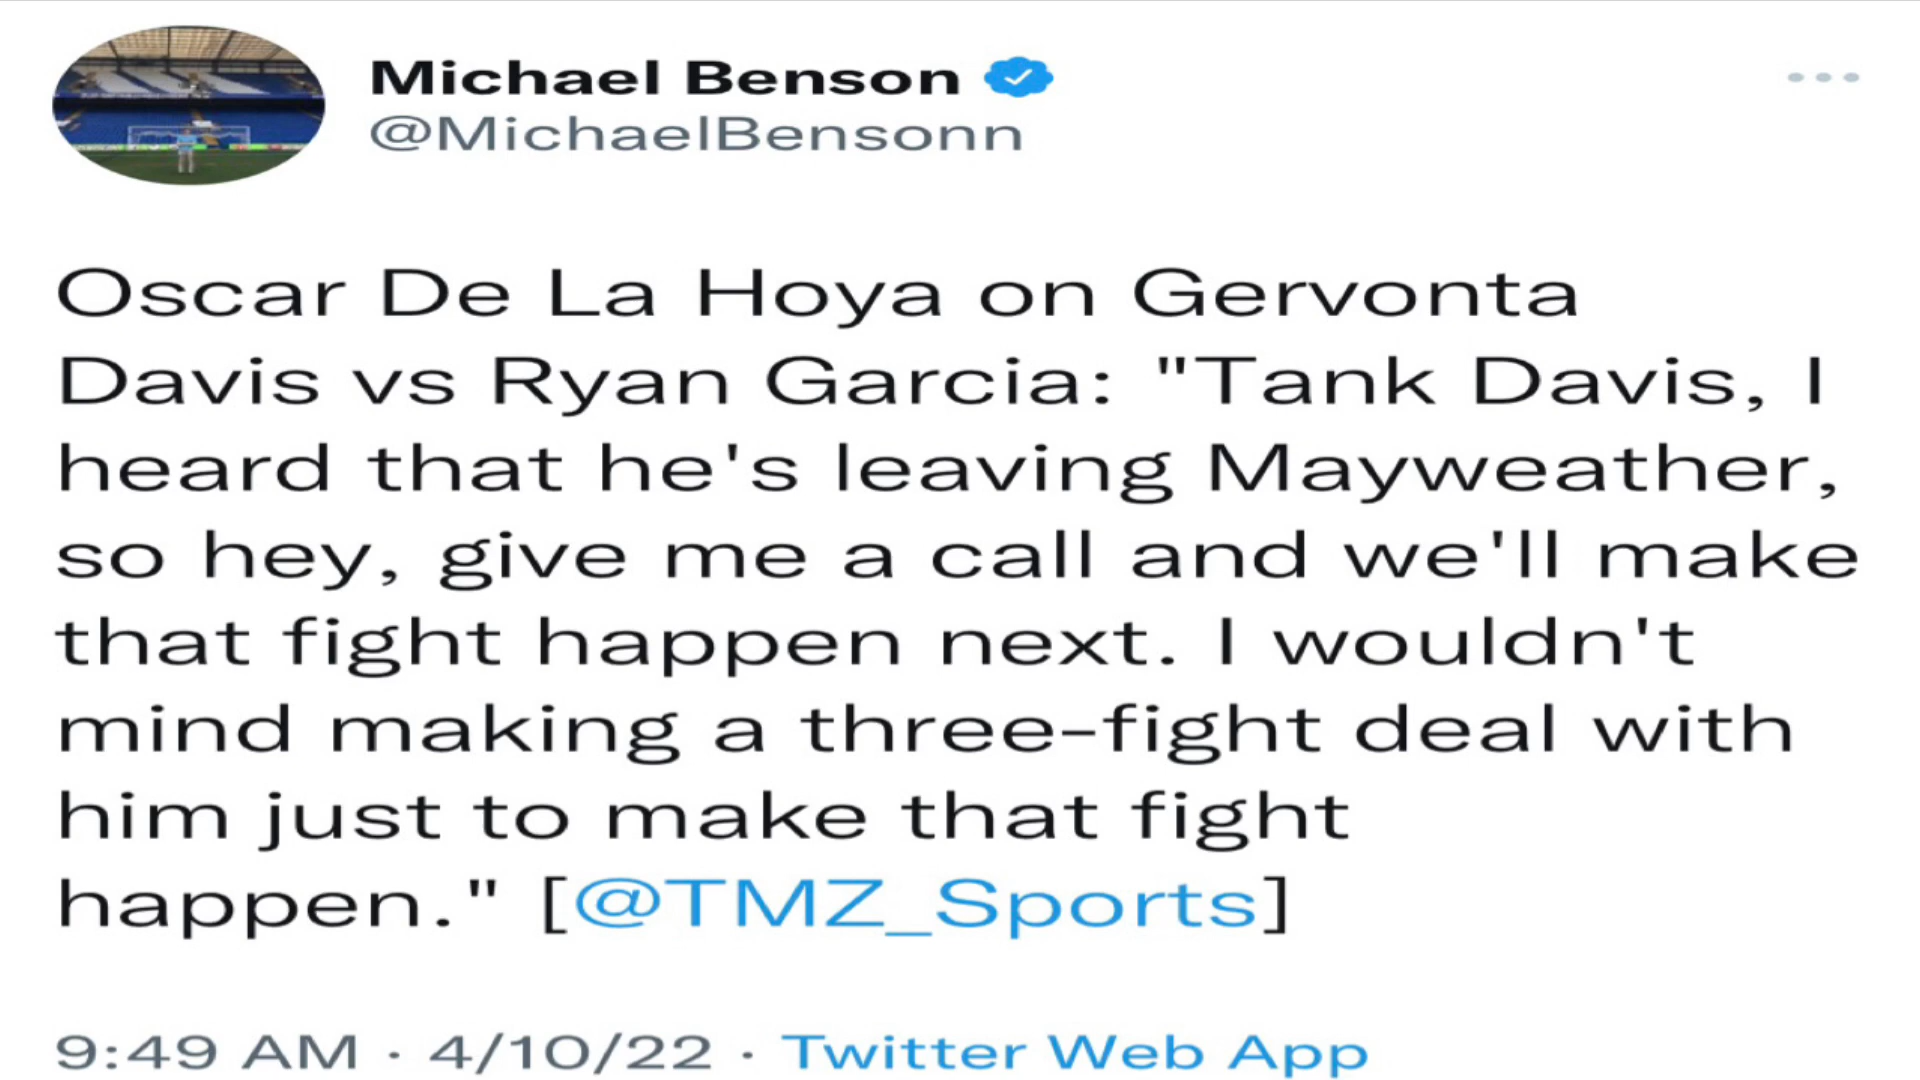 Michael Benson
@MichaelBensonn
Oscar De La Hoya on Gervonta
Davis vs Ryan Garcia: "Tank Davis, I
heard that he's leaving Mayweather,
so hey, give me a call and we'll make
that fight happen next. I wouldn't
mind making a three-fight deal with
him just to make that fight
happen." [@TMZ_Sports]
9:49 AM · 4/10/22 · Twitter Web App